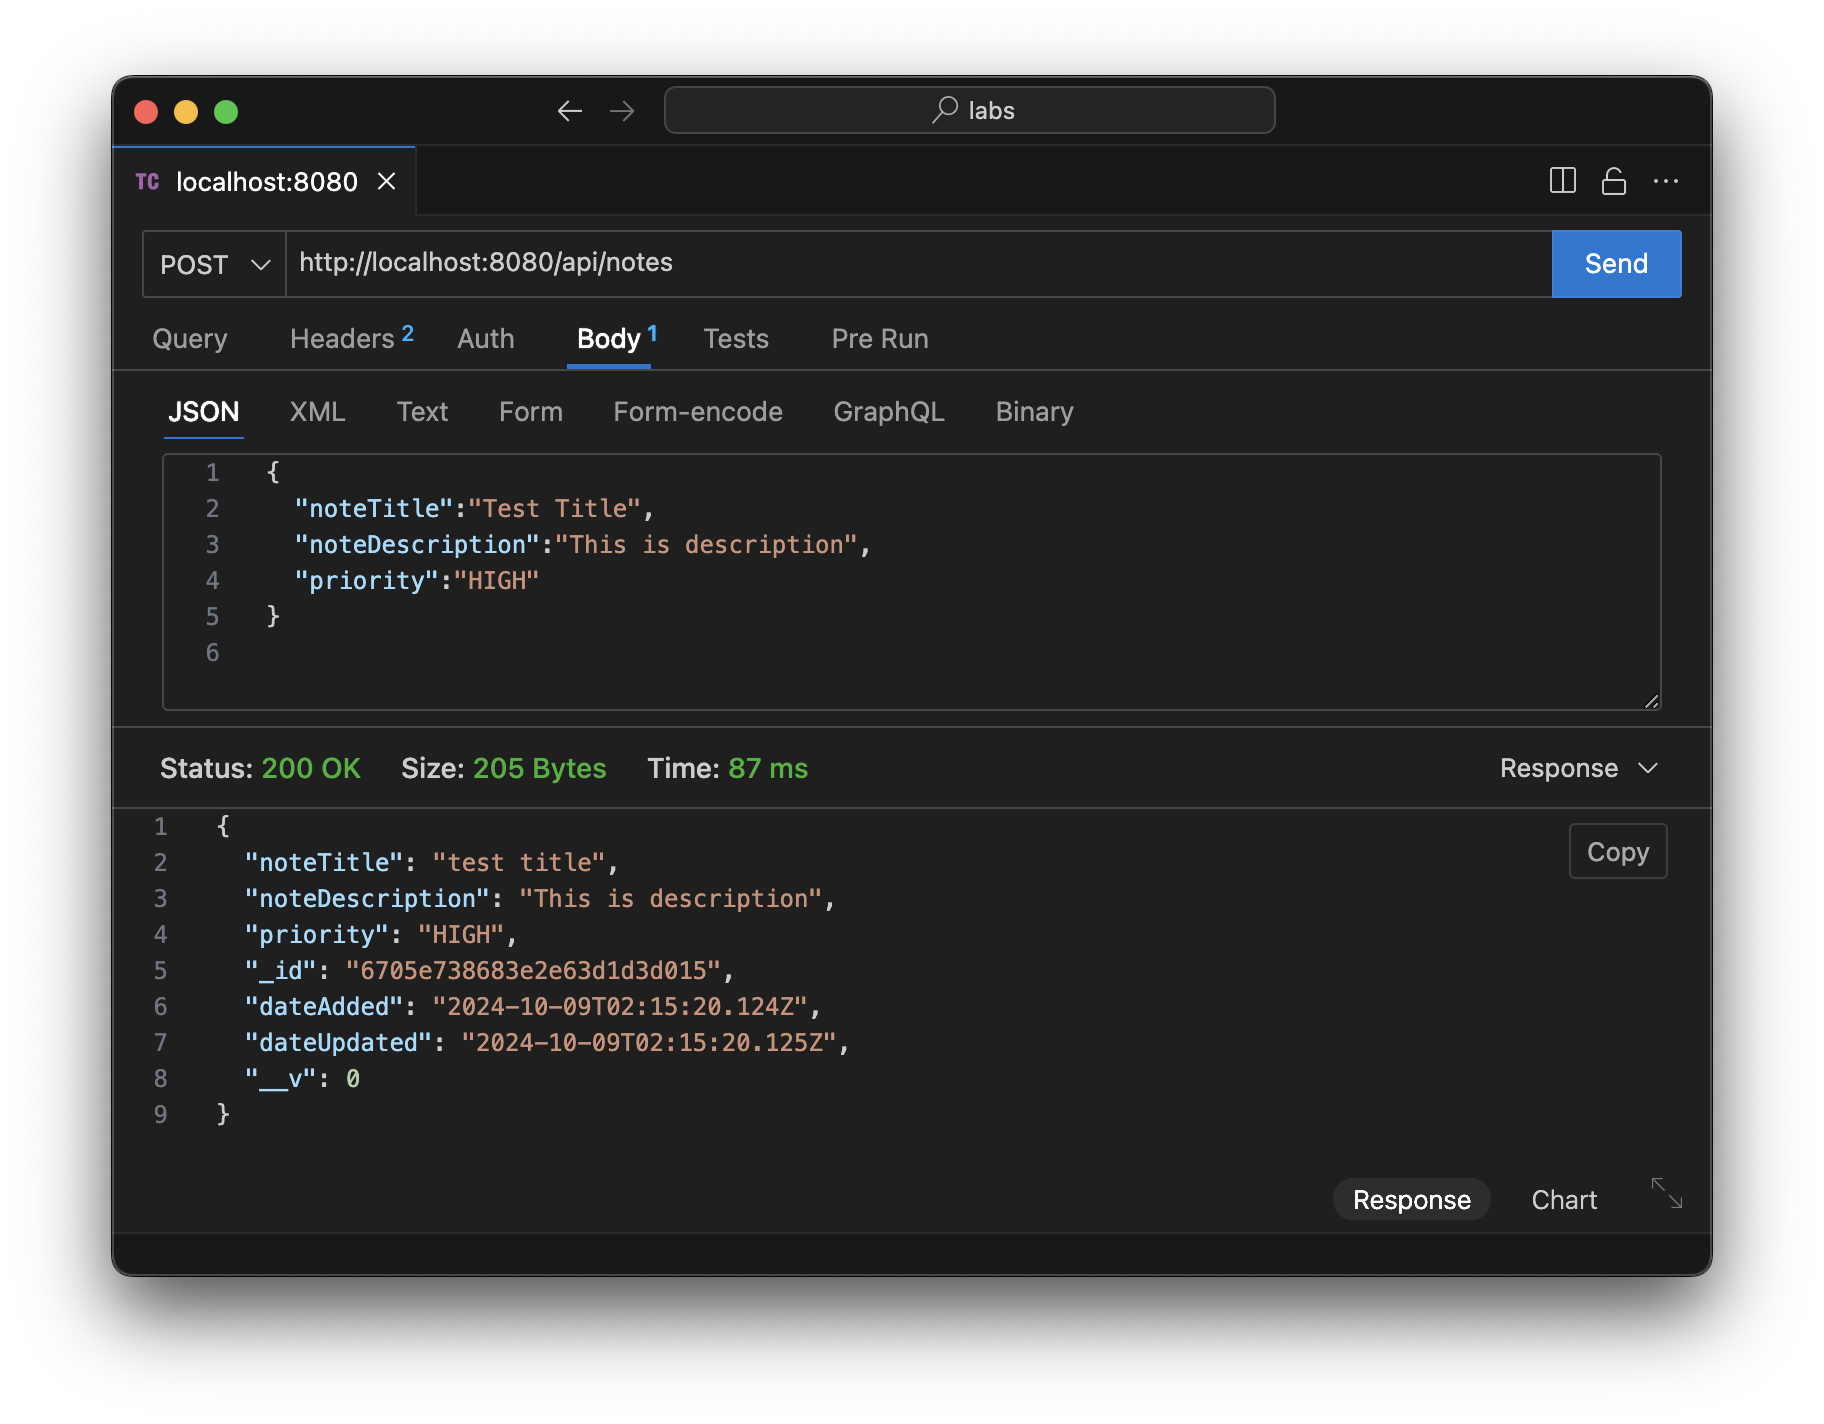 labs
TC localhost:8080
POST http://localhost:8080/api/notes Send
Query Headers 2 Auth Body 1 Tests Pre Run
JSON XML Text Form Form-encode GraphQL Binary
1 {
2 "noteTitle":"Test Title",
3 "noteDescription":"This is description",
4 "priority":"HIGH"
5 }
6
Status: 200 OK Size: 205 Bytes Time: 87 ms Response
Copy
1 {
2 "noteTitle": "test title",
3 "noteDescription": "This is description",
4 "priority": "HIGH",
5 "_id": "6705e738683e2e63d1d3d015",
6 "dateAdded": "2024-10-09T02:15:20.124Z",
7 "dateUpdated": "2024-10-09T02:15:20.125Z",
8 "__v": 0
9 }
Response Chart